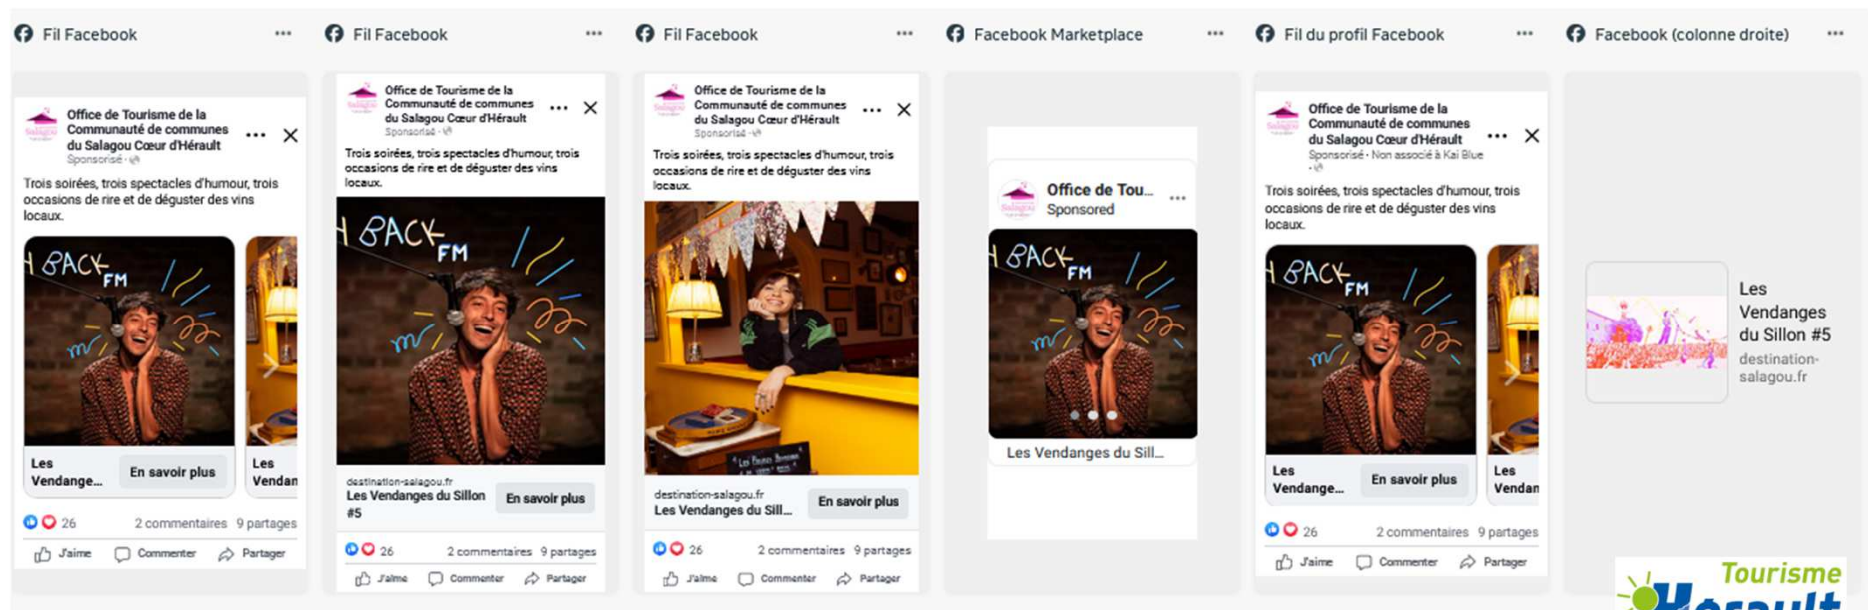 Fil Facebook
Office de Tourisme de la
Communauté de communes
du Salagou Cœur d'Hérault
Sponsorisé ·
Trois soirées, trois spectacles d'humour, trois
occasions de rire et de déguster des vins
locaux.
BACK
FM
Les
Vendange...
En savoir plus
Les
Vendan
26
2 commentaires 9 partages
J'aime
Commenter
Partager
Fil Facebook
Office de Tourisme de la
Communauté de communes
du Salagou Cœur d'Hérault
Sponsorisé ·
Trois soirées, trois spectacles d'humour, trois
occasions de rire et de déguster des vins
locaux.
BACK
FM
destination-salagou.fr
Les Vendanges du Sillon
#5
En savoir plus
26
2 commentaires 9 partages
J'aime
Commenter
Partager
Fil Facebook
Office de Tourisme de la
Communauté de communes
du Salagou Cœur d'Hérault
Sponsorisé ·
Trois soirées, trois spectacles d'humour, trois
occasions de rire et de déguster des vins
locaux.
destination-salagou.fr
Les Vendanges du Sill...
En savoir plus
26
2 commentaires 9 partages
J'aime
Commenter
Partager
Facebook Marketplace
Office de Tou...
Sponsored
BACK
FM
Les Vendanges du Sill...
Fil du profil Facebook
Office de Tourisme de la
Communauté de communes
du Salagou Cœur d'Hérault
Sponsorisé · Non associé à Kai Blue
Trois soirées, trois spectacles d'humour, trois
occasions de rire et de déguster des vins
locaux.
BACK
FM
Les
Vendange...
En savoir plus
Les
Vendan
26
2 commentaires 9 partages
J'aime
Commenter
Partager
Facebook (colonne droite)
Les
Vendanges
du Sillon #5
destination-
salagou.fr
Tourisme
Hérault